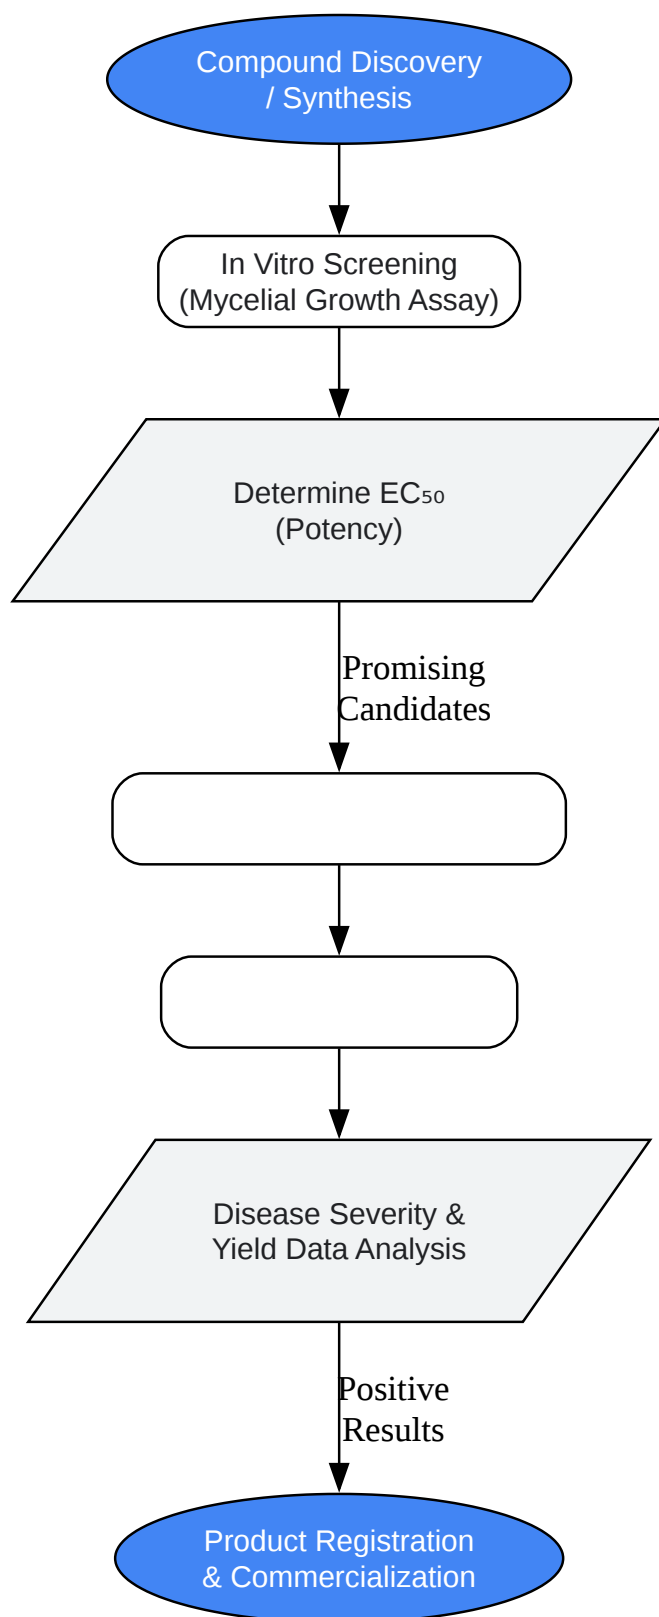 Compound Discovery
/ Synthesis
In Vitro Screening
(Mycelial Growth Assay)
Determine EC₅₀
(Potency)
Promising
Candidates
Disease Severity &
Yield Data Analysis
Positive
Results
Product Registration
& Commercialization